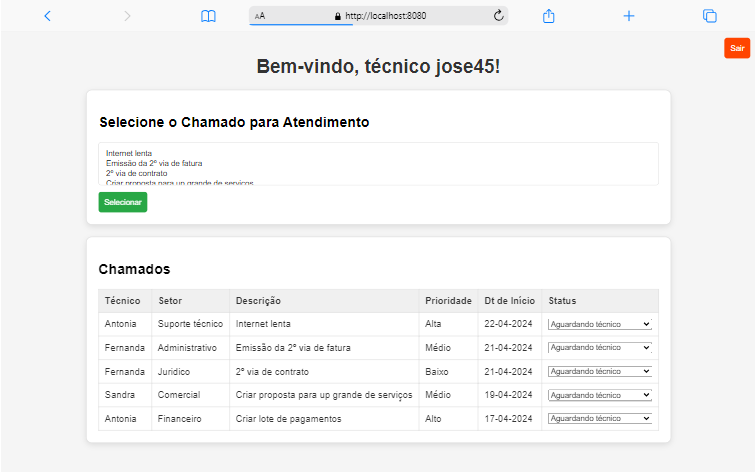 AA http://localhost:8080
Sair
Bem-vindo, técnico jose45!
Selecione o Chamado para Atendimento
Internet lenta
Emissão da 2º via de fatura
2º via de contrato
Criar proposta para up grande de serviços
Selecionar
Chamados
Técnico Setor Descrição Prioridade Dt de Início Status
Antonia Suporte técnico Internet lenta Alta 22-04-2024 Aguardando técnico
Fernanda Administrativo Emissão da 2º via de fatura Médio 21-04-2024 Aguardando técnico
Fernanda Juridico 2º via de contrato Baixo 21-04-2024 Aguardando técnico
Sandra Comercial Criar proposta para up grande de serviços Médio 19-04-2024 Aguardando técnico
Antonia Financeiro Criar lote de pagamentos Alto 17-04-2024 Aguardando técnico